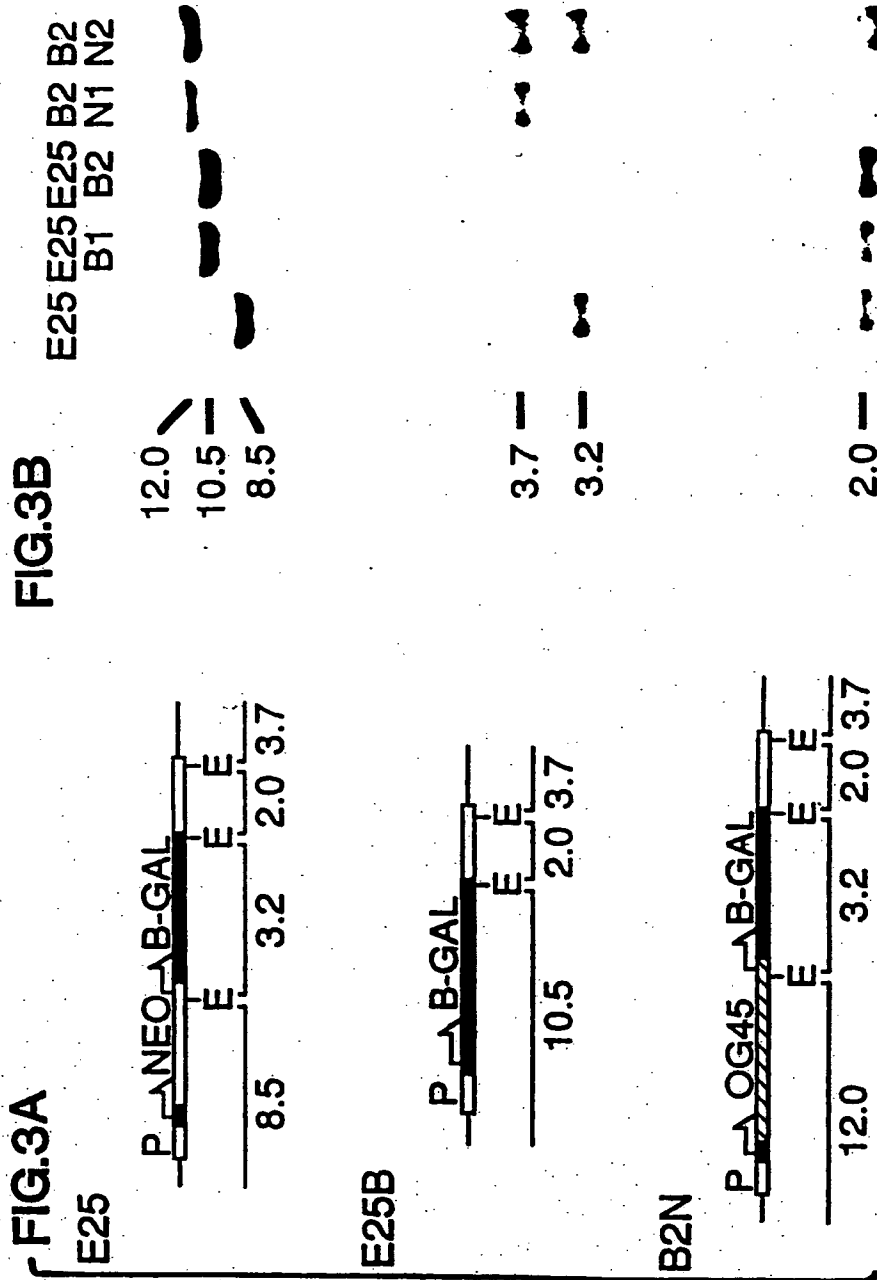 FIG.3A
E25
P NEO B-GAL
E E E
8.5 3.2 2.0 3.7
E25B
P B-GAL
E E
10.5 2.0 3.7
B2N
P OG45 B-GAL
E E E
12.0 3.2 2.0 3.7
FIG.3B
E25 E25 E25 B2 B2
B1 B2 N1 N2
12.0
10.5
8.5
3.7
3.2
2.0